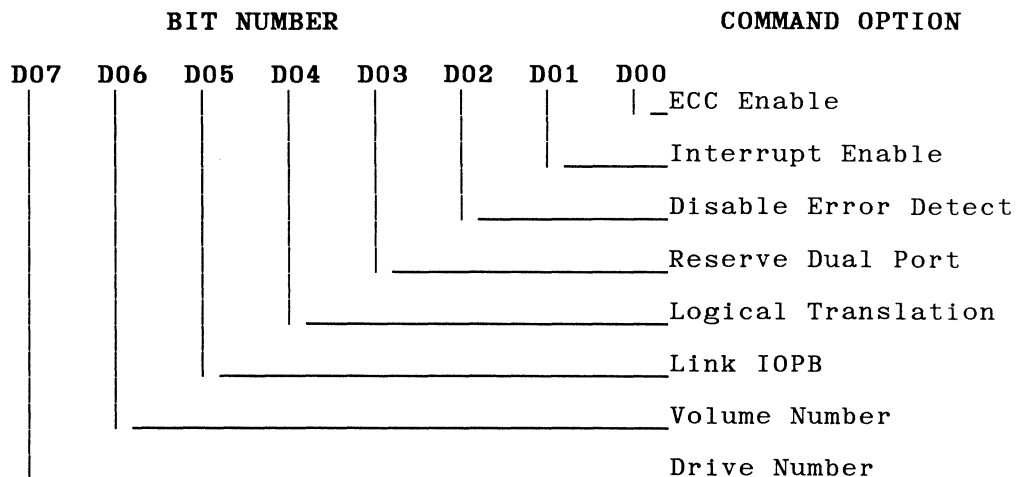 BIT NUMBER COMMAND OPTION
D07 D06 D05 D04 D03 D02 D01 D00
ECC Enable
Interrupt Enable
Disable Error Detect
Reserve Dual Port
Logical Translation
Link IOPB
Volume Number
Drive Number